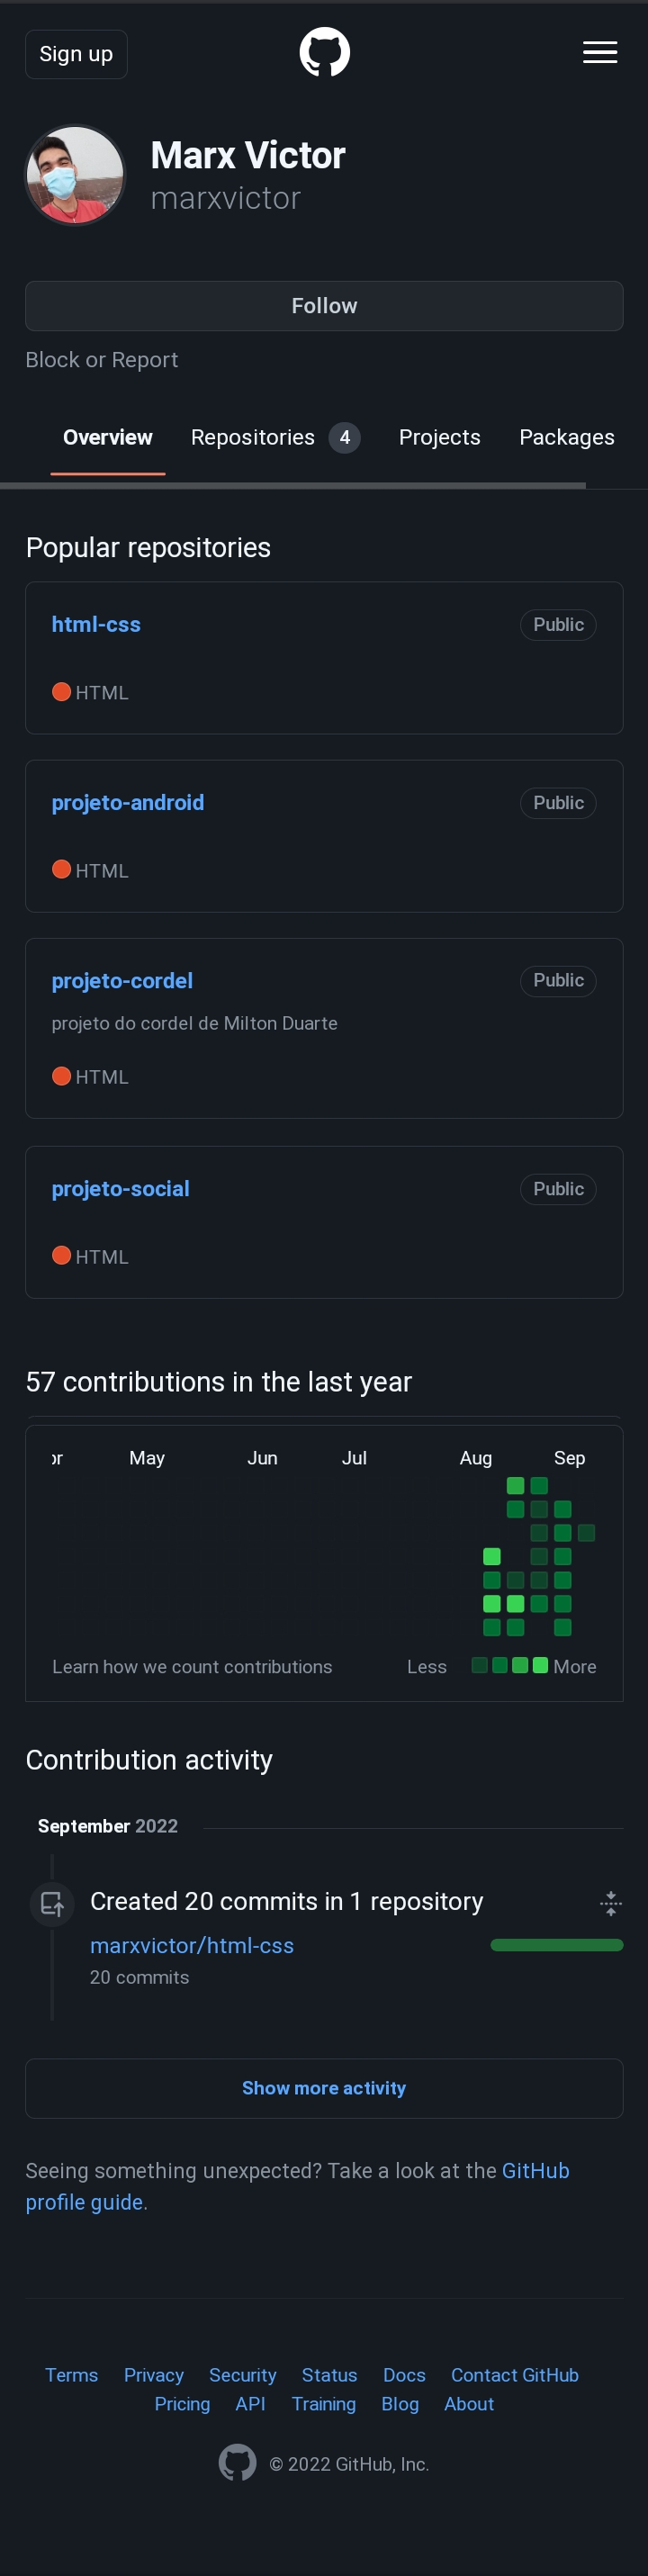 Sign up
Marx Victor
marxvictor
Follow
Block or Report
Overview Repositories 4 Projects Packages
Popular repositories
html-css Public
HTML
projeto-android Public
HTML
projeto-cordel Public
projeto do cordel de Milton Duarte
HTML
projeto-social Public
HTML
57 contributions in the last year
pr May Jun Jul Aug Sep
Learn how we count contributions Less More
Contribution activity
September 2022
Created 20 commits in 1 repository
marxvictor/html-css
20 commits
Show more activity
Seeing something unexpected? Take a look at the GitHub
profile guide.
Terms Privacy Security Status Docs Contact GitHub
Pricing API Training Blog About
© 2022 GitHub, Inc.